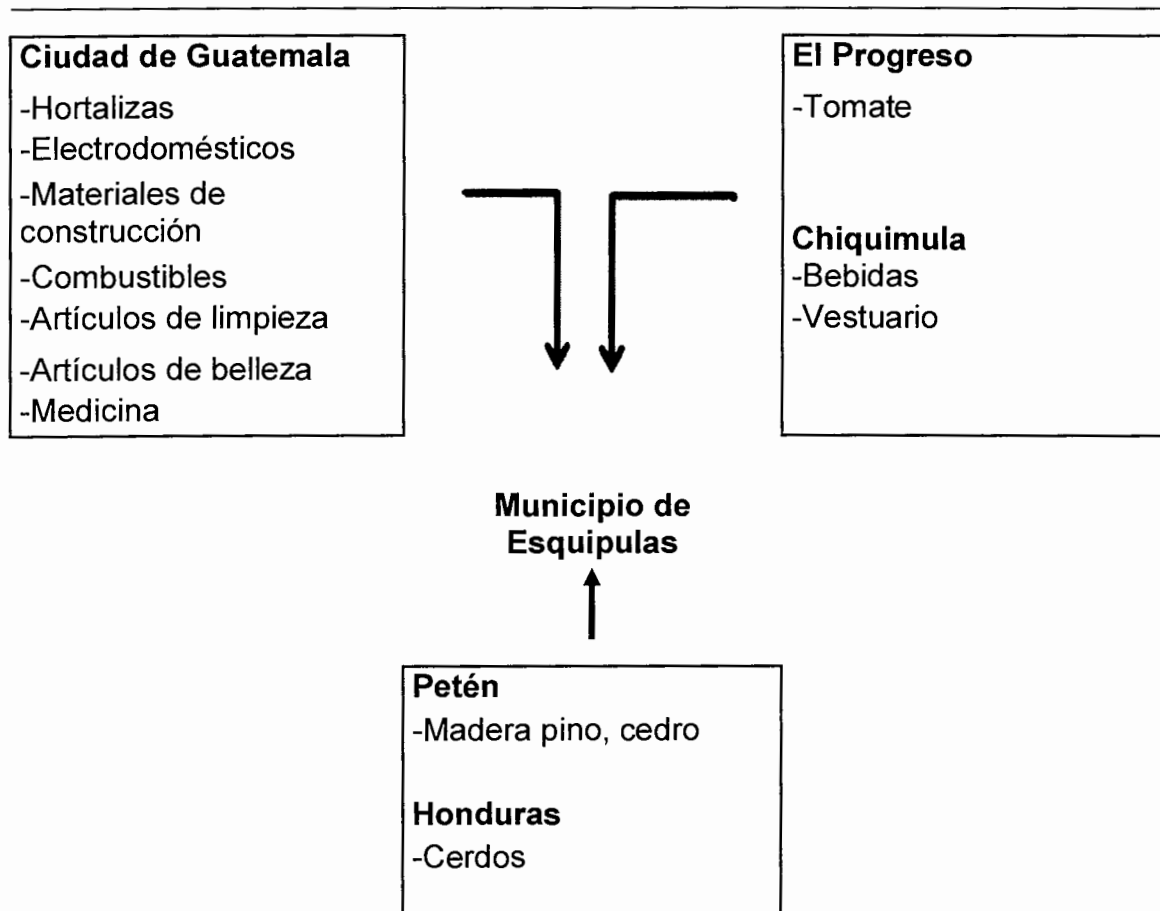 Ciudad de Guatemala
-Hortalizas
-Electrodomésticos
-Materiales de
construcción
-Combustibles
-Artículos de limpieza
-Artículos de belleza
-Medicina
El Progreso
-Tomate
Chiquimula
-Bebidas
-Vestuario
Municipio de
Esquipulas
Petén
-Madera pino, cedro
Honduras
-Cerdos